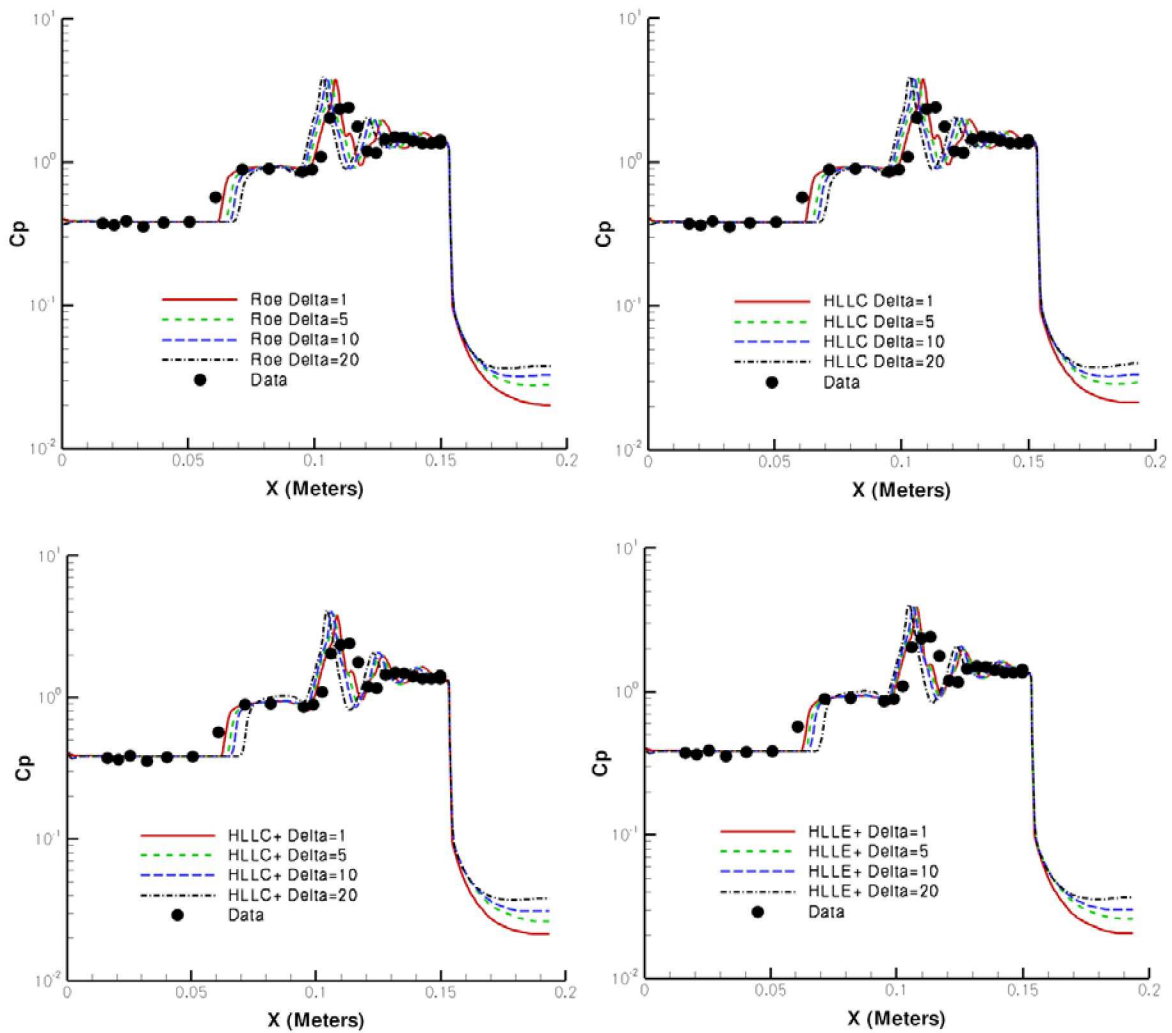 10¹
10⁰
10⁻¹
10⁻²
Cp
Roe Delta=1
Roe Delta=5
Roe Delta=10
Roe Delta=20
Data
0 0.05 0.1 0.15 0.2
X (Meters)
10¹
10⁰
10⁻¹
10⁻²
Cp
HLLC Delta=1
HLLC Delta=5
HLLC Delta=10
HLLC Delta=20
Data
0 0.05 0.1 0.15 0.2
X (Meters)
10¹
10⁰
10⁻¹
10⁻²
Cp
HLLC+ Delta=1
HLLC+ Delta=5
HLLC+ Delta=10
HLLC+ Delta=20
Data
0 0.05 0.1 0.15 0.2
X (Meters)
10¹
10⁰
10⁻¹
10⁻²
Cp
HLLE+ Delta=1
HLLE+ Delta=5
HLLE+ Delta=10
HLLE+ Delta=20
Data
0 0.05 0.1 0.15 0.2
X (Meters)